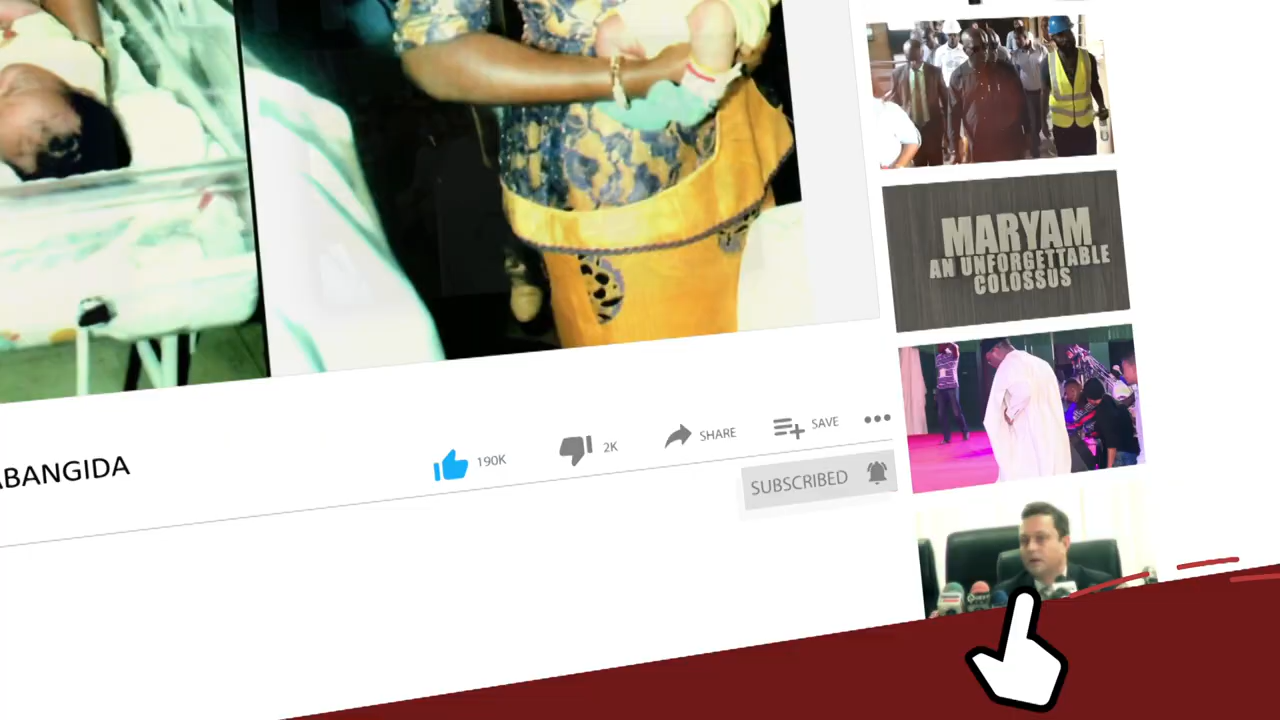 MARYAM
AN UNFORGETTABLE
COLOSSUS
ABANGIDA
190K
2K
SHARE
SAVE
SUBSCRIBED